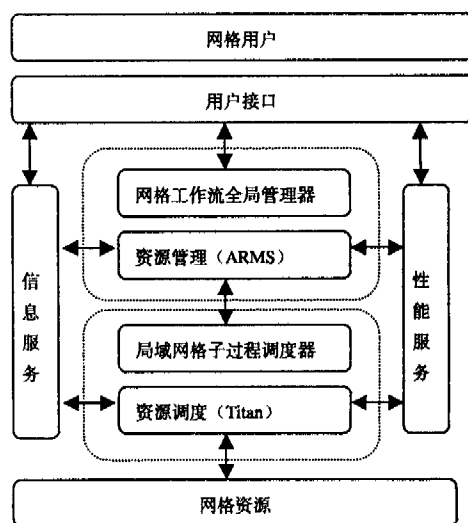 网格用户
用户接口
网格工作流全局管理器
资源管理（ARMS）
信息服务
性能服务
局域网格子过程调度器
资源调度（Titan）
网格资源